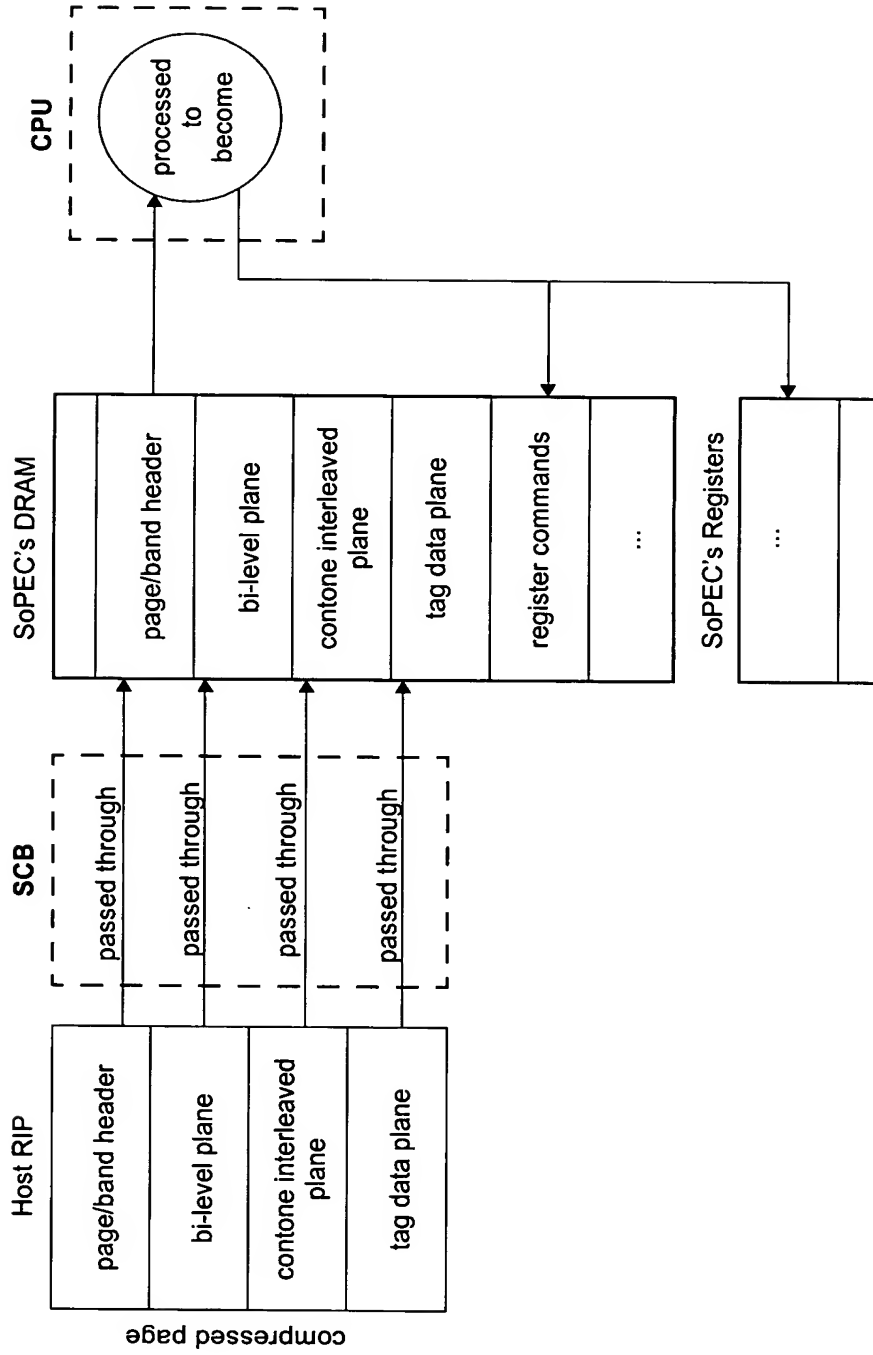 Host RIP
compressed page
page/band header
bi-level plane
contone interleaved
plane
tag data plane
SCB
passed through
passed through
passed through
passed through
SoPEC's DRAM
page/band header
bi-level plane
contone interleaved
plane
tag data plane
register commands
...
CPU
processed
to
become
SoPEC's Registers
...